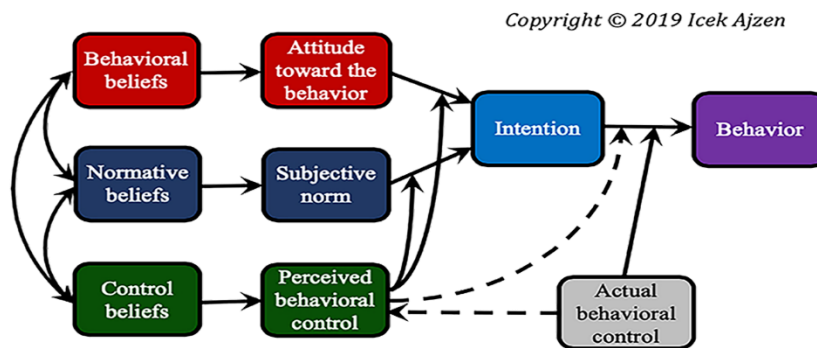 Copyright © 2019 Icek Ajzen
Behavioral
beliefs
Attitude
toward the
behavior
Intention
Behavior
Normative
beliefs
Subjective
norm
Control
beliefs
Perceived
behavioral
control
Actual
behavioral
control